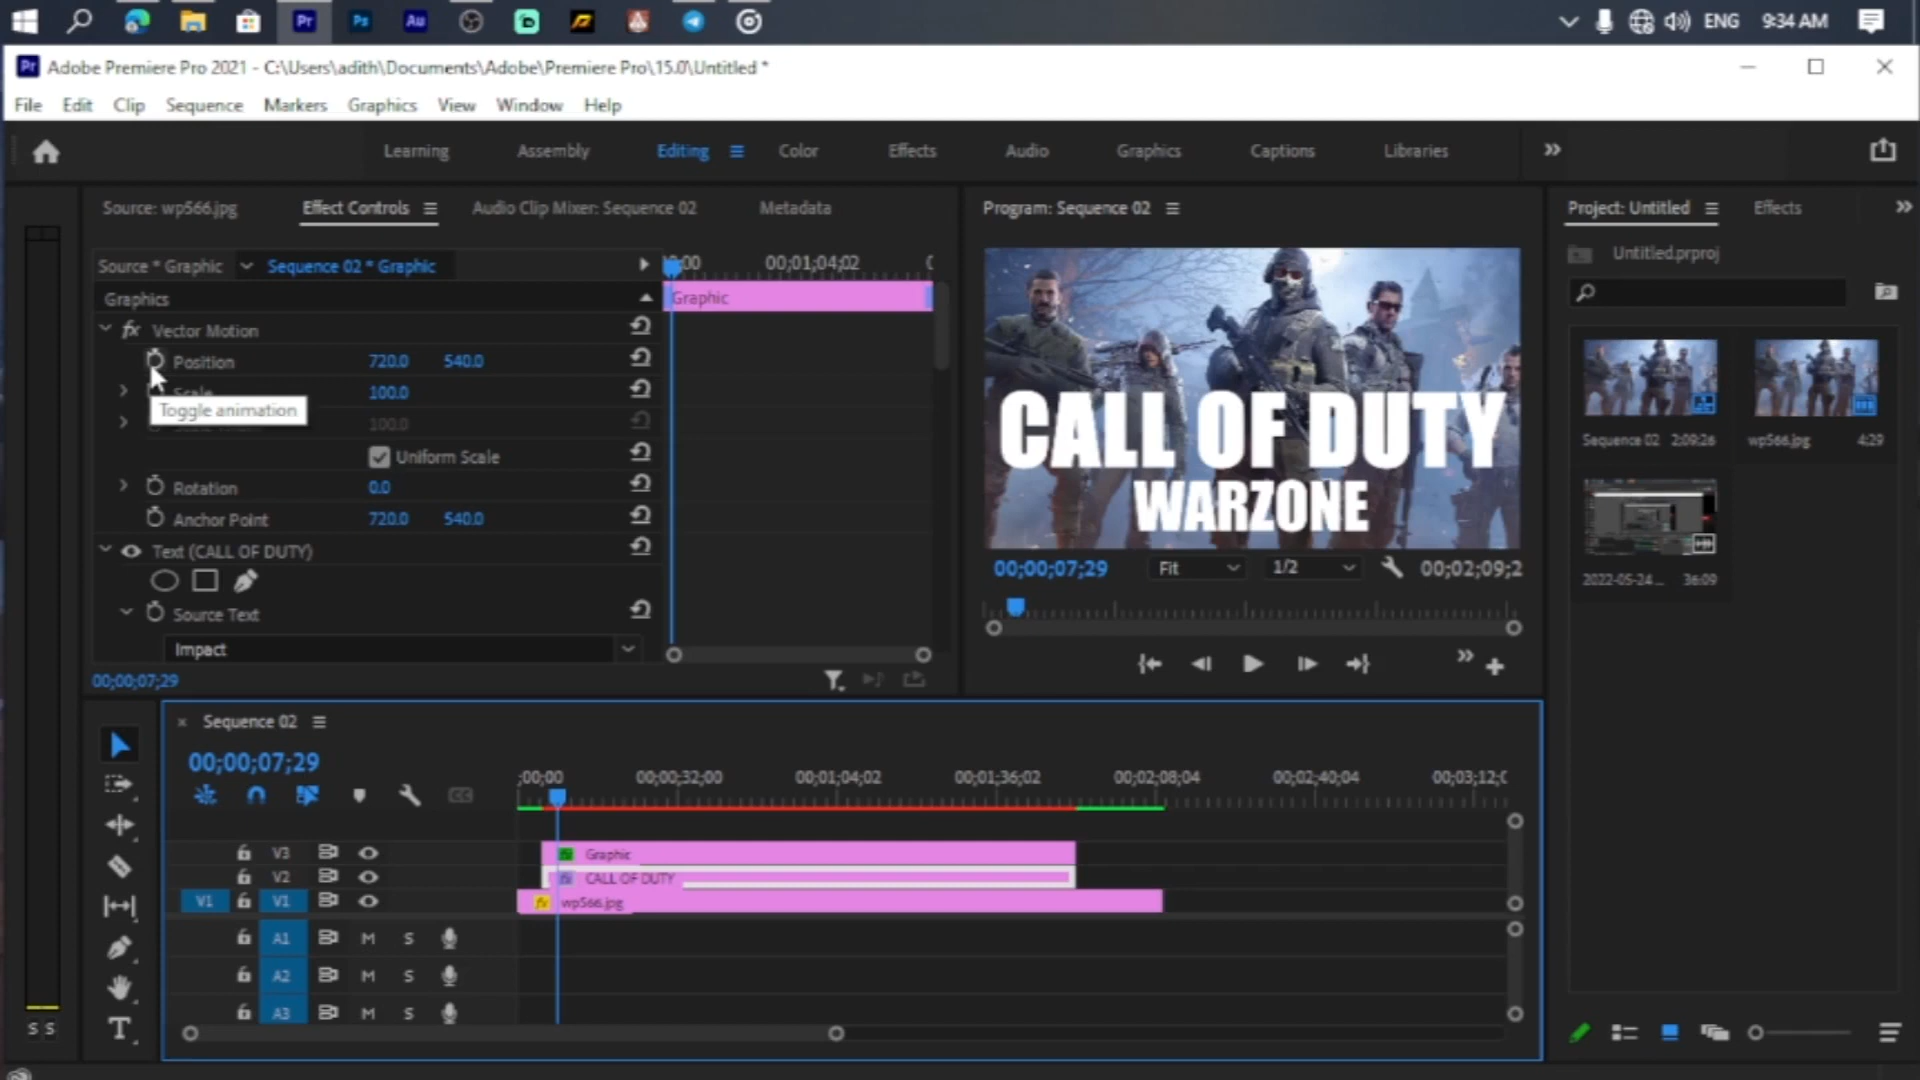 ENG
9:34 AM
Adobe Premiere Pro 2021 - C:\Users\adith\Documents\Adobe\Premiere Pro\15.0\Untitled *
File Edit Clip Sequence Markers Graphics View Window Help
Learning Assembly Editing Color Effects Audio Graphics Captions Libraries
Source: wp566.jpg Effect Controls Audio Clip Mixer: Sequence 02 Metadata
Source * Graphic Sequence 02 * Graphic
00;01;04;02
Graphics
Graphic
Vector Motion
Position 720.0 540.0
Scale 100.0
Toggle animation
100.0
Uniform Scale
Rotation 0.0
Anchor Point 720.0 540.0
Text (CALL OF DUTY)
Source Text
Impact
00;00;07;29
Program: Sequence 02
CALL OF DUTY
WARZONE
00;00;07;29 Fit 1/2 00;02;09;2
Project: Untitled Effects
Untitled.prproj
Sequence 02 2:09:26
wp566.jpg 4:29
2022-05-24... 36:09
Sequence 02
00;00;07;29
;00;00 00;00;32;00 00;01;04;02 00;01;36;02 00;02;08;04 00;02;40;04 00;03;12;0
V3 Graphic
V2 CALL OF DUTY
V1 V1 wp566.jpg
A1 M S
A2 M S
A3 M S
S S